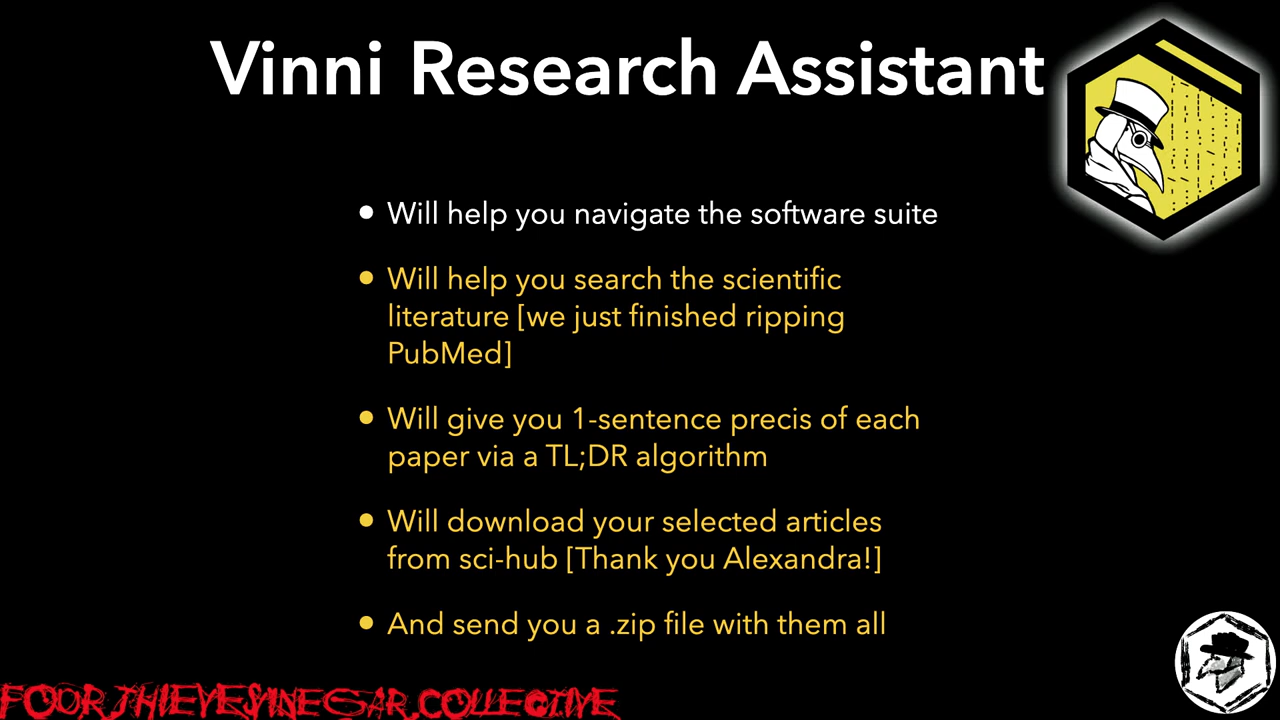 Vinni Research Assistant
• Will help you navigate the software suite
• Will help you search the scientific
literature [we just finished ripping
PubMed]
• Will give you 1-sentence precis of each
paper via a TL;DR algorithm
• Will download your selected articles
from sci-hub [Thank you Alexandra!]
• And send you a .zip file with them all
FOOR THIEVES VINEGAR COLLECTIVE